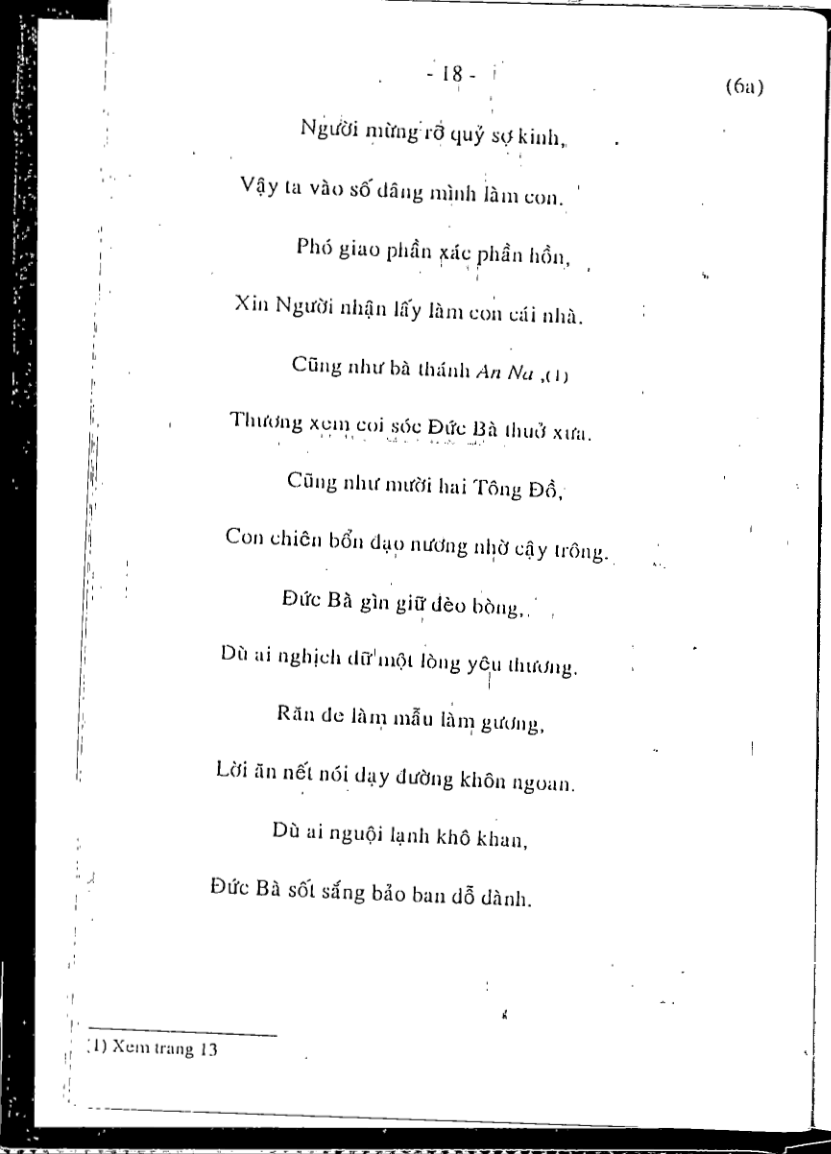 - 18 -
(6a)
Người mừng rỡ quỷ sợ kinh,
Vậy ta vào số dâng mình làm con.
Phó giao phần xác phần hồn,
Xin Người nhận lấy làm con cái nhà.
Cũng như bà thánh An Na ,(1)
Thương xem coi sóc Đức Bà thuở xưa.
Cũng như mười hai Tông Đồ,
Con chiên bổn đạo nương nhờ cậy trông.
Đức Bà gìn giữ đèo bòng,
Dù ai nghịch dữ một lòng yêu thương.
Răn đe làm mẫu làm gương,
Lời ăn nết nói dạy đường khôn ngoan.
Dù ai nguội lạnh khô khan,
Đức Bà sốt sắng bảo ban dỗ dành.
(1) Xem trang 13